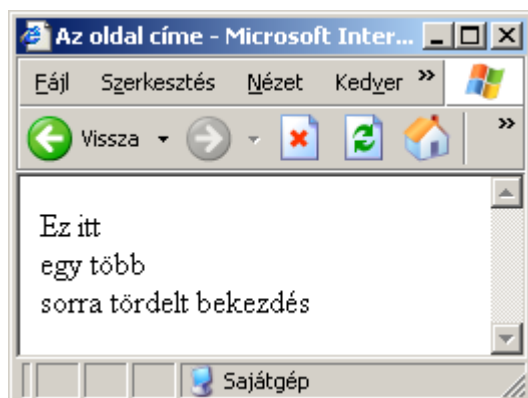 Az oldal címe - Microsoft Inter...
Fájl Szerkesztés Nézet Kedver »
Vissza »
Ez itt
egy több
sorra tördelt bekezdés
Sajátgép